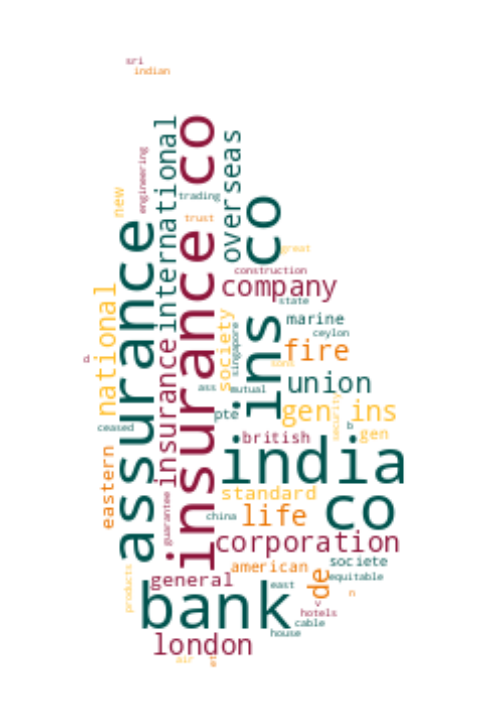 sri
indian
insurance co
international
overseas
engineering
new
trading
trust
ins co
assurance
great
construction
company
national
state
marine
ceylon
society
singapore
insurance
fire
sons
d
union
ass
mutual
security
gen ins
pte
b
gen
ceased
british
india
eastern
standard
guarantee
co
china
life
corporation
societe
american
de
equitable
general
products
east
n
bank
v
hotels
cable
house
london
air
et